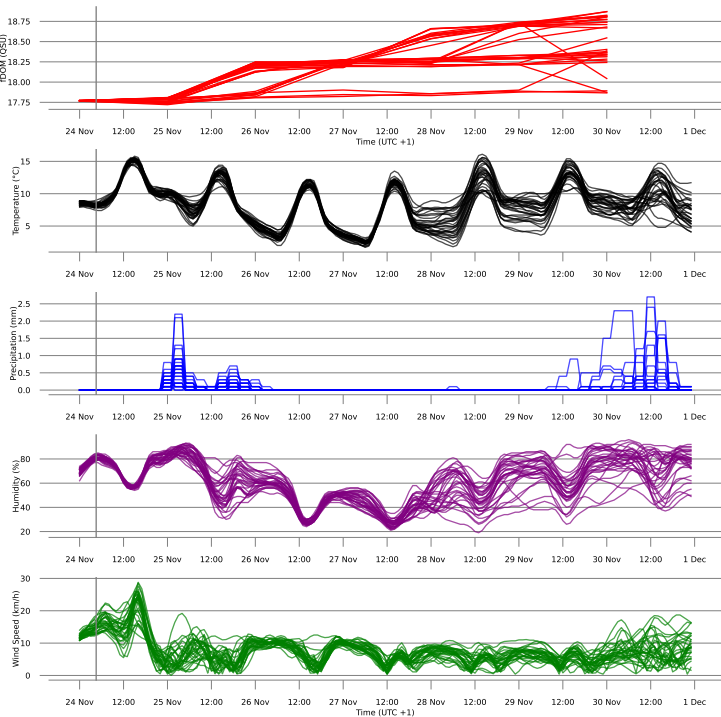 fDOM (QSU)
18.75
18.50
18.25
18.00
17.75
24 Nov 12:00 25 Nov 12:00 26 Nov 12:00 27 Nov 12:00 28 Nov 12:00 29 Nov 12:00 30 Nov 12:00 1 Dec
Time (UTC +1)
Temperature (°C)
15
10
5
24 Nov 12:00 25 Nov 12:00 26 Nov 12:00 27 Nov 12:00 28 Nov 12:00 29 Nov 12:00 30 Nov 12:00 1 Dec
Precipitation (mm)
2.5
2.0
1.5
1.0
0.5
0.0
24 Nov 12:00 25 Nov 12:00 26 Nov 12:00 27 Nov 12:00 28 Nov 12:00 29 Nov 12:00 30 Nov 12:00 1 Dec
Humidity (%)
80
60
40
20
24 Nov 12:00 25 Nov 12:00 26 Nov 12:00 27 Nov 12:00 28 Nov 12:00 29 Nov 12:00 30 Nov 12:00 1 Dec
Wind Speed (km/h)
30
20
10
0
24 Nov 12:00 25 Nov 12:00 26 Nov 12:00 27 Nov 12:00 28 Nov 12:00 29 Nov 12:00 30 Nov 12:00 1 Dec
Time (UTC +1)